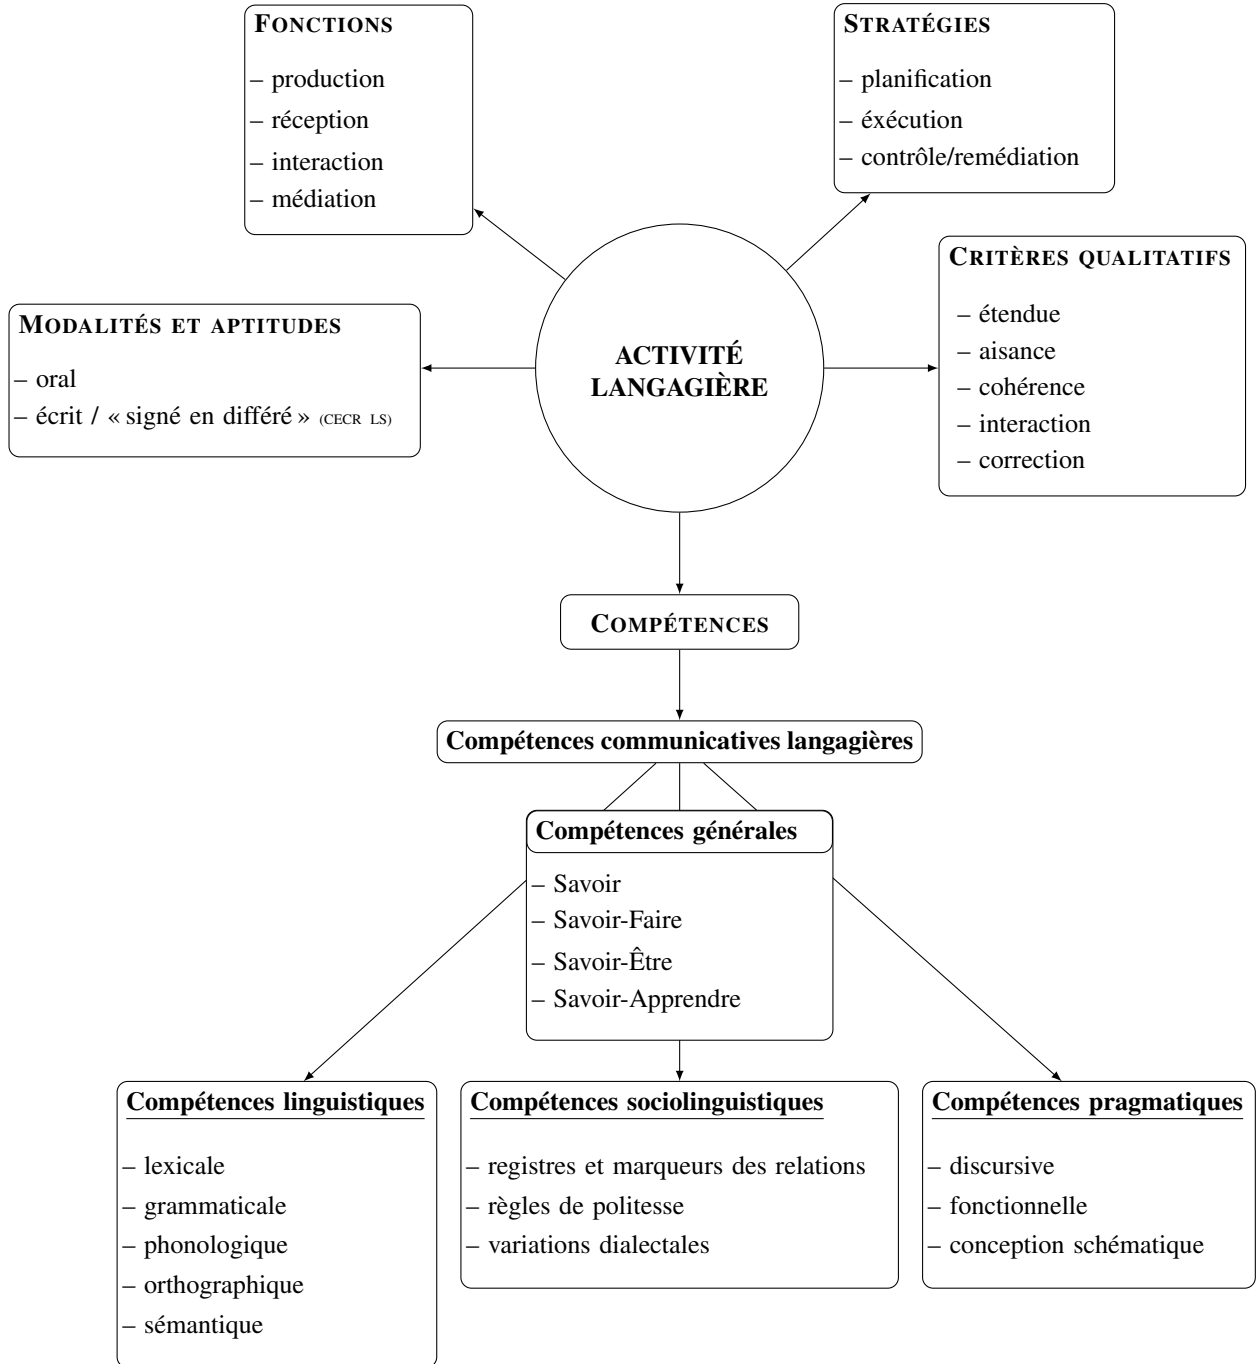 FONCTIONS
– production
– réception
– interaction
– médiation
STRATÉGIES
– planification
– éxécution
– contrôle/remédiation
CRITÈRES QUALITATIFS
– étendue
– aisance
– cohérence
– interaction
– correction
MODALITÉS ET APTITUDES
– oral
– écrit / « signé en différé » (CECR LS)
ACTIVITÉ
LANGAGIÈRE
COMPÉTENCES
Compétences communicatives langagières
Compétences générales
– Savoir
– Savoir-Faire
– Savoir-Être
– Savoir-Apprendre
Compétences linguistiques
– lexicale
– grammaticale
– phonologique
– orthographique
– sémantique
Compétences sociolinguistiques
– registres et marqueurs des relations
– règles de politesse
– variations dialectales
Compétences pragmatiques
– discursive
– fonctionnelle
– conception schématique